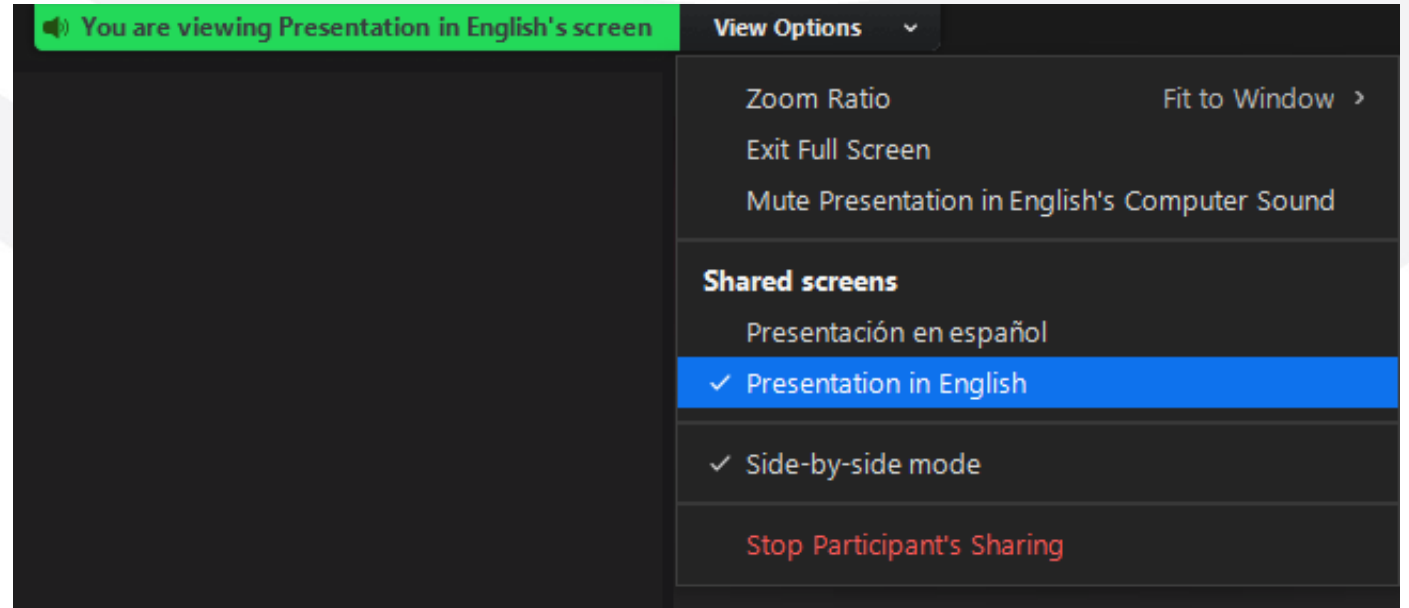 You are viewing Presentation in English's screen View Options
Zoom Ratio Fit to Window
Exit Full Screen
Mute Presentation in English's Computer Sound
Shared screens
Presentación en español
Presentation in English
Side-by-side mode
Stop Participant's Sharing